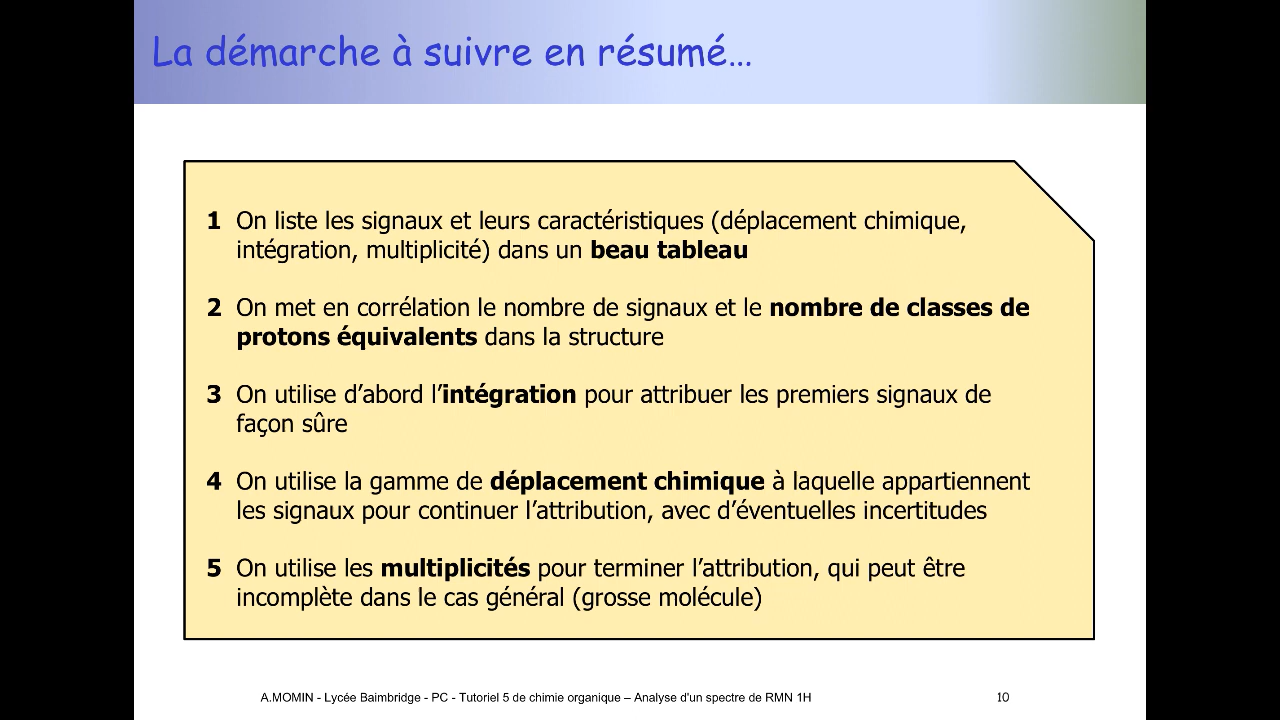 La démarche à suivre en résumé…
1 On liste les signaux et leurs caractéristiques (déplacement chimique,
intégration, multiplicité) dans un beau tableau
2 On met en corrélation le nombre de signaux et le nombre de classes de
protons équivalents dans la structure
3 On utilise d’abord l’intégration pour attribuer les premiers signaux de
façon sûre
4 On utilise la gamme de déplacement chimique à laquelle appartiennent
les signaux pour continuer l’attribution, avec d’éventuelles incertitudes
5 On utilise les multiplicités pour terminer l’attribution, qui peut être
incomplète dans le cas général (grosse molécule)
A.MOMIN - Lycée Baimbridge - PC - Tutoriel 5 de chimie organique – Analyse d'un spectre de RMN 1H 10